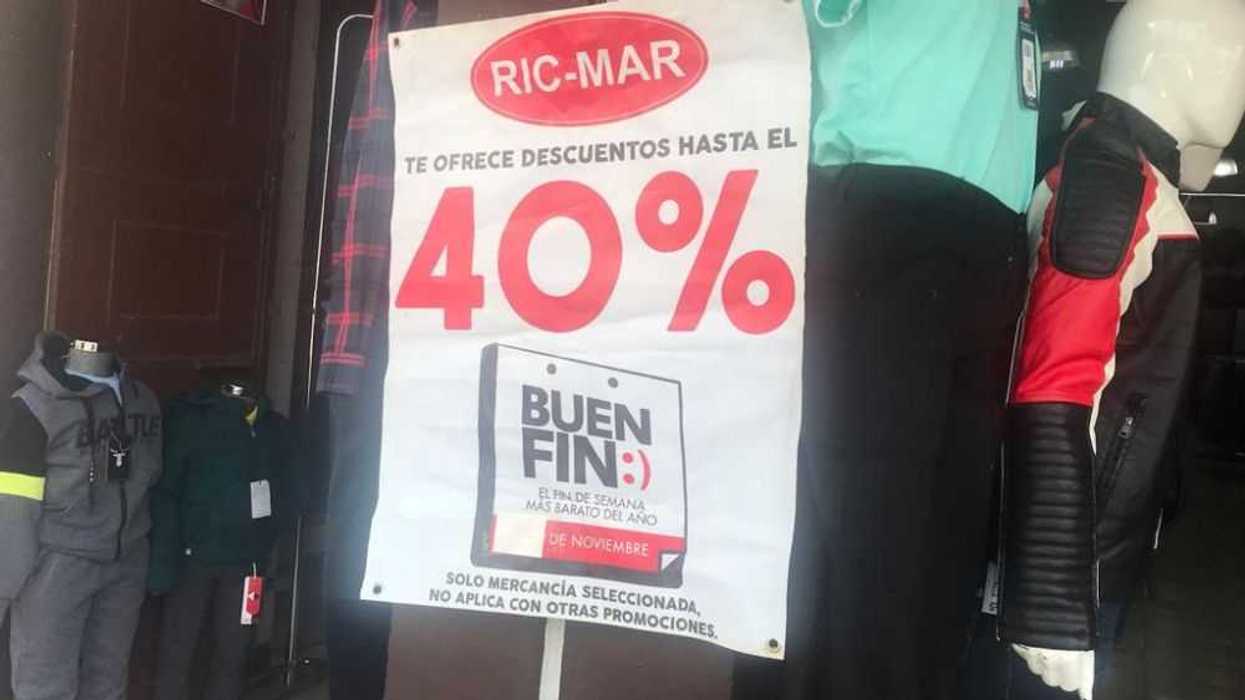 RIC-MAR
TE OFRECE DESCUENTOS HASTA EL
40%
BUEN
FIN:)
EL FIN DE SEMANA
MÁS BARATO DEL AÑO
DE NOVIEMBRE
SOLO MERCANCÍA SELECCIONADA,
NO APLICA CON OTRAS PROMOCIONES.